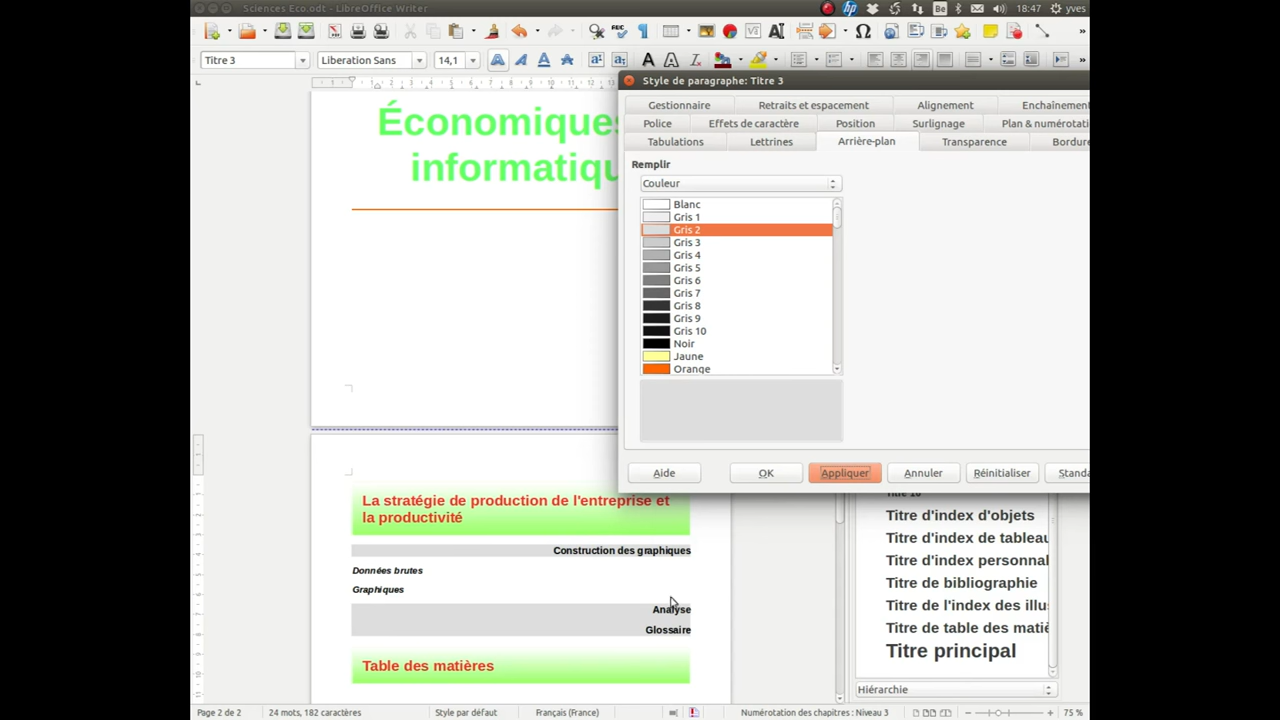 Sciences Eco.odt - LibreOffice Writer
Be 18:47 yves
Titre 3 Liberation Sans 14,1
Style de paragraphe: Titre 3
Gestionnaire Retraits et espacement Alignement Enchaînement
Police Effets de caractère Position Surlignage Plan & numérotati
Tabulations Lettrines Arrière-plan Transparence Bordure
Remplir
Couleur
Blanc
Gris 1
Gris 2
Gris 3
Gris 4
Gris 5
Gris 6
Gris 7
Gris 8
Gris 9
Gris 10
Noir
Jaune
Orange
Aide OK Appliquer Annuler Réinitialiser Standa
Économiques
informatiqu
La stratégie de production de l'entreprise et
la productivité
Construction des graphiques
Données brutes
Graphiques
Analyse
Glossaire
Table des matières
Titre 10
Titre d'index d'objets
Titre d'index de tableau
Titre d'index personnal
Titre de bibliographie
Titre de l'index des illus
Titre de table des matiè
Titre principal
Hiérarchie
Page 2 de 2 24 mots, 182 caractères Style par défaut Français (France) Numérotation des chapitres : Niveau 3 75 %